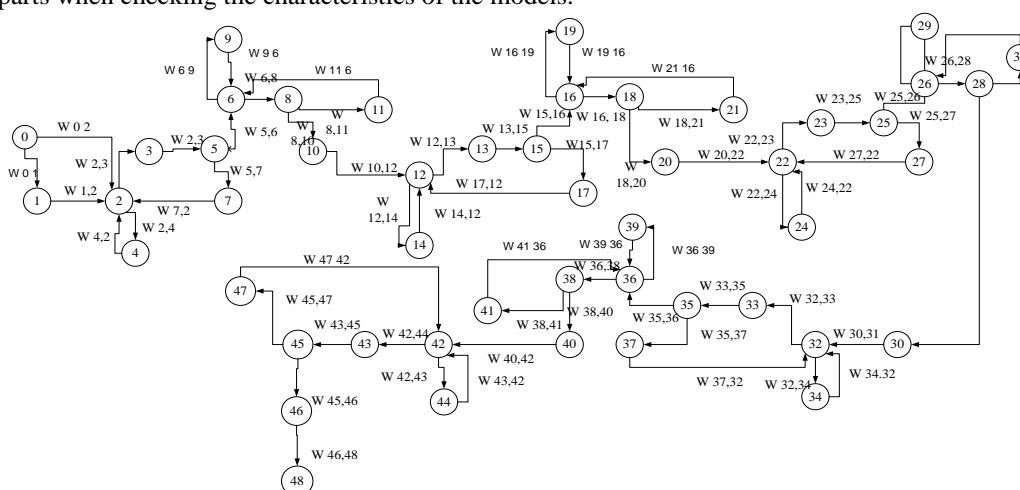 parts when checking the characteristics of the models.
29
19
9
W 16 19
W 19 16
W 9 6
W 26,28
3
W 6 9
W 6,8
W 11 6
W 21 16
26
28
6
8
16
18
W 25,26
11
W 15,16
W 16, 18
21
W 23,25
0
W 0 2
W
8,11
W 13,15
W 18,21
23
25
W 25,27
W 5,6
W
8,10
W 12,13
W 22,23
3
W 2,3
5
10
13
15
W15,17
W
18,20
20
W 20,22
22
W 27,22
27
W 2,3
W 5,7
W 10,12
12
W 0 1
W 17,12
17
W 22,24
W 24,22
1
W 1,2
2
7
W 7,2
W
12,14
W 14,12
24
W 4,2
W 2,4
4
14
39
W 41 36
W 39 36
W 36 39
W 47 42
W 36,38
38
36
47
W 33,35
41
W 45,47
W 38,40
W 35,36
35
33
W 32,33
W 43,45
W 42,44
W 38,41
W 35,37
W 30,31
45
43
42
40
37
32
30
W 40,42
W 42,43
W 43,42
W 37,32
W 32,34
W 34.32
44
34
46
W 45,46
W 46,48
48